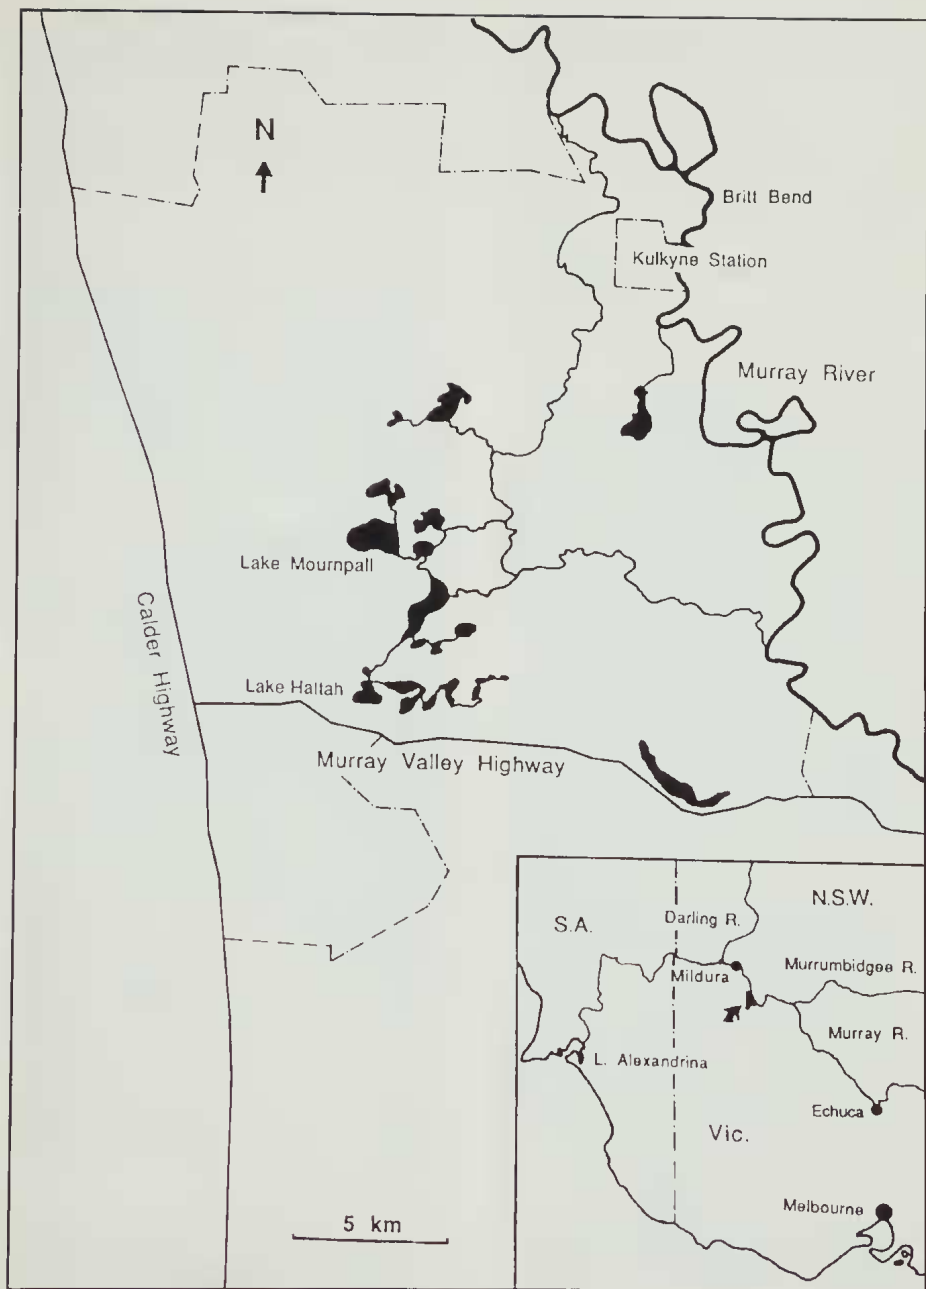 N
Britt Bend
Kulkyne Station
Murray River
Lake Mournpall
Calder Highway
Lake Hattah
Murray Valley Highway
5 km
N.S.W.
S.A.
Darling R.
Mildura
Murrumbidgee R.
Murray R.
L. Alexandrina
Echuca
Vic.
Melbourne